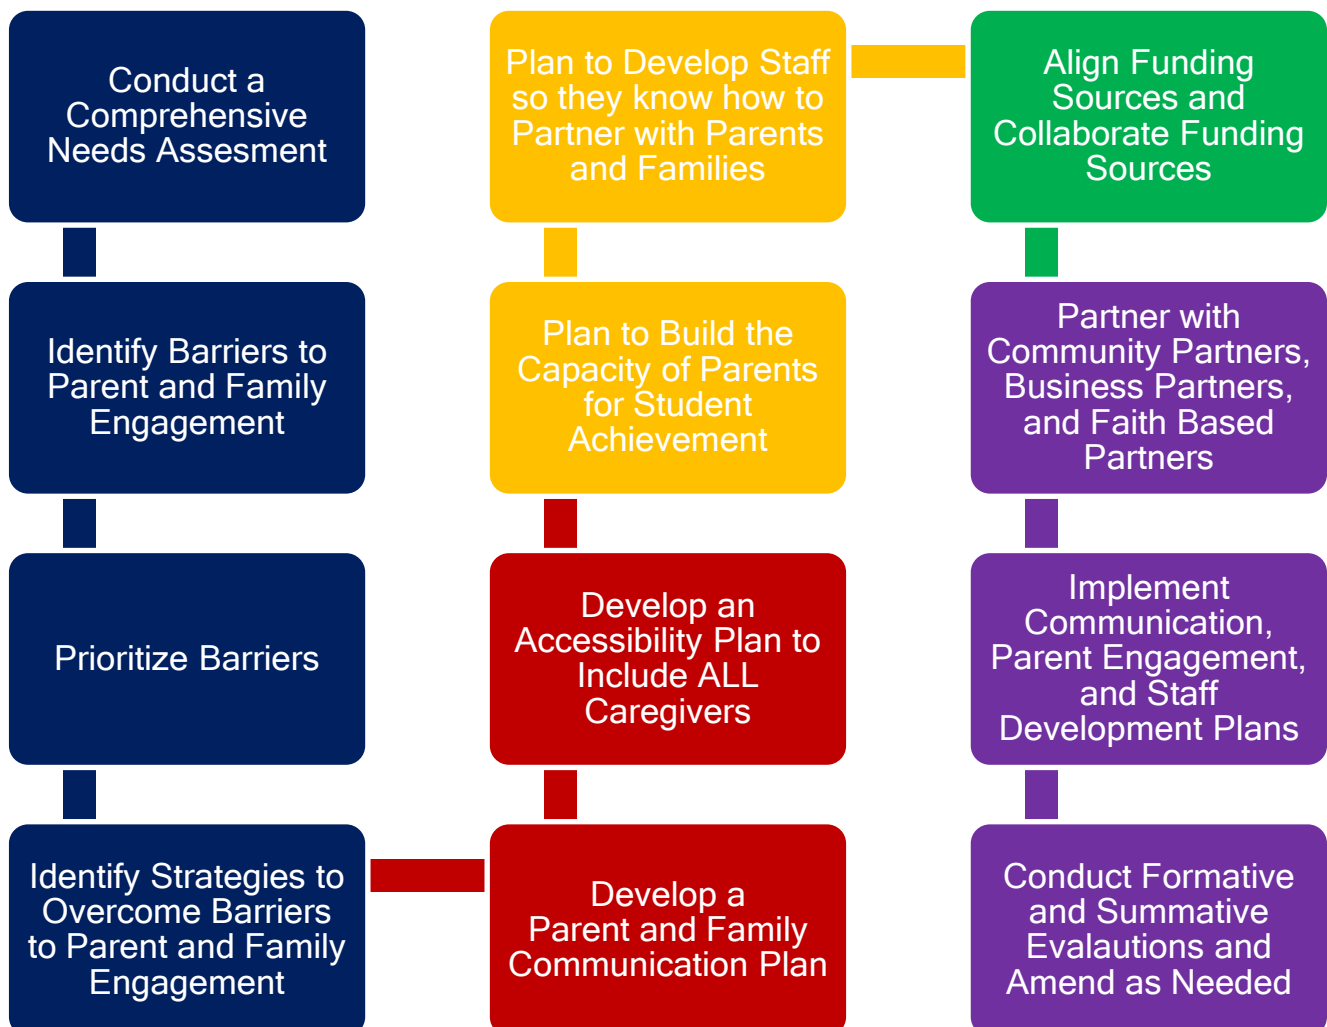 Conduct a
Comprehensive
Needs Assesment
Identify Barriers to
Parent and Family
Engagement
Prioritize Barriers
Identify Strategies to
Overcome Barriers
to Parent and Family
Engagement
Develop a
Parent and Family
Communication Plan
Develop an
Accessibility Plan to
Include ALL
Caregivers
Plan to Build the
Capacity of Parents
for Student
Achievement
Plan to Develop Staff
so they know how to
Partner with Parents
and Families
Align Funding
Sources and
Collaborate Funding
Sources
Partner with
Community Partners,
Business Partners,
and Faith Based
Partners
Implement
Communication,
Parent Engagement,
and Staff
Development Plans
Conduct Formative
and Summative
Evalautions and
Amend as Needed